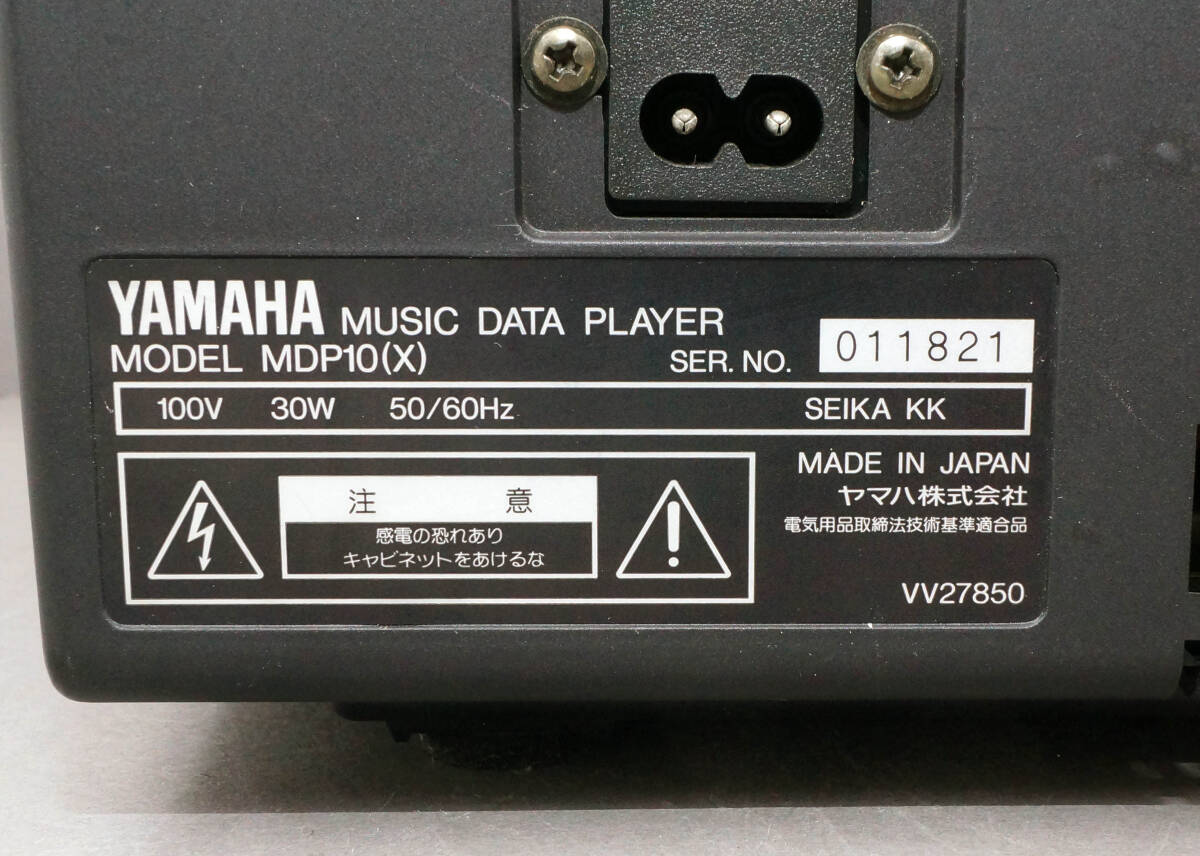 YAMAHA MUSIC DATA PLAYER
MODEL MDP10(X) SER. NO. 011821
100V 30W 50/60Hz SEIKA KK
注 意
感電の恐れあり
キャビネットをあけるな
MADE IN JAPAN
ヤマハ株式会社
電気用品取締法技術基準適合品
VV27850